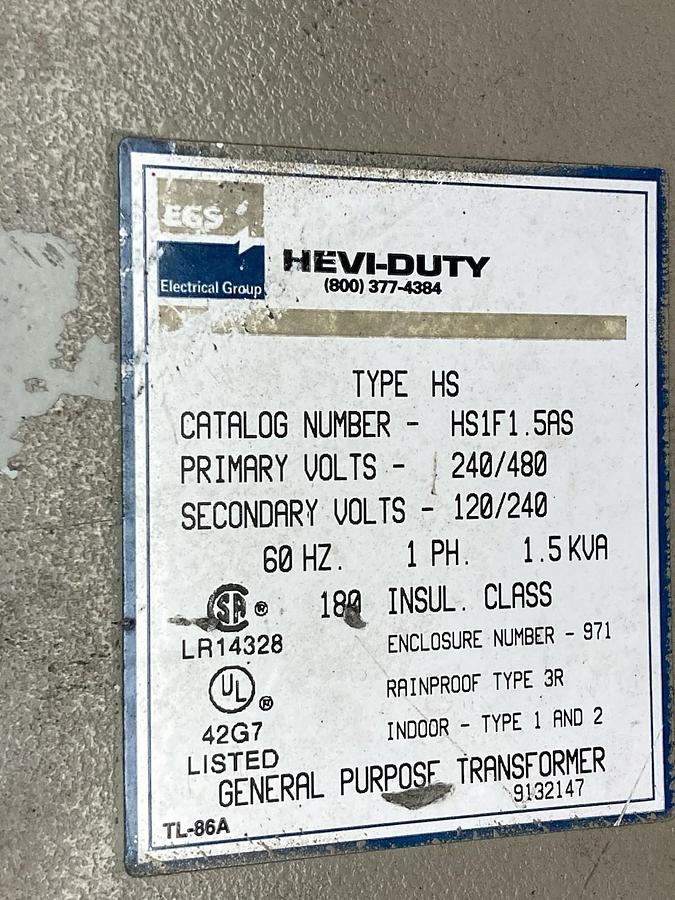 EGS
Electrical Group
HEVI-DUTY
(800) 377-4384
TYPE HS
CATALOG NUMBER - HS1F1.5AS
PRIMARY VOLTS - 240/480
SECONDARY VOLTS - 120/240
60 HZ. 1 PH. 1.5 KVA
SA ® 180 INSUL. CLASS
LR14328 ENCLOSURE NUMBER - 971
UL ® RAINPROOF TYPE 3R
42G7 INDOOR - TYPE 1 AND 2
LISTED
GENERAL PURPOSE TRANSFORMER
9132147
TL-86A